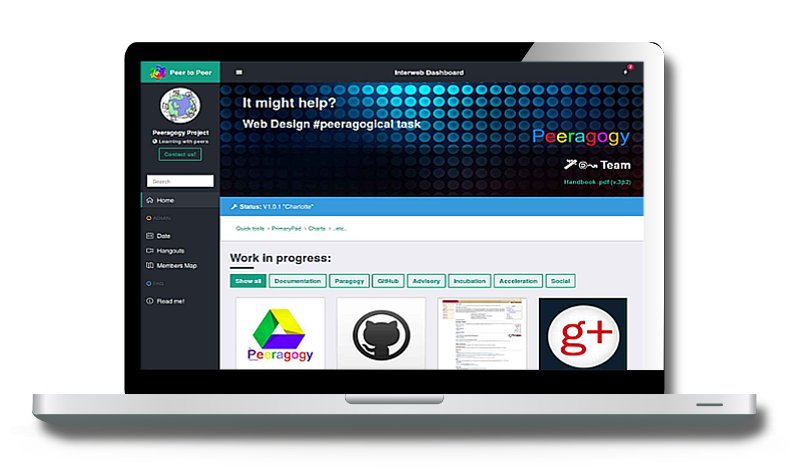 Peer to Peer
Interweb Dashboard
2
Peeragogy Project
Learning with peers
Contact us!
Search
Home
ADMIN
Date
Hangouts
Members Map
FAQ
Read me!
It might help?
Web Design #peeragogical task
Peeragogy
Team
Handbook .pdf (v.3β2)
Status: V1.0.1 "Charlotte"
Quick tools > PrimaryPad > Charts > ...etc..
Work in progress:
Show all Documentation Paragogy GitHub Advisory Incubation Acceleration Social
Peeragogy
g+